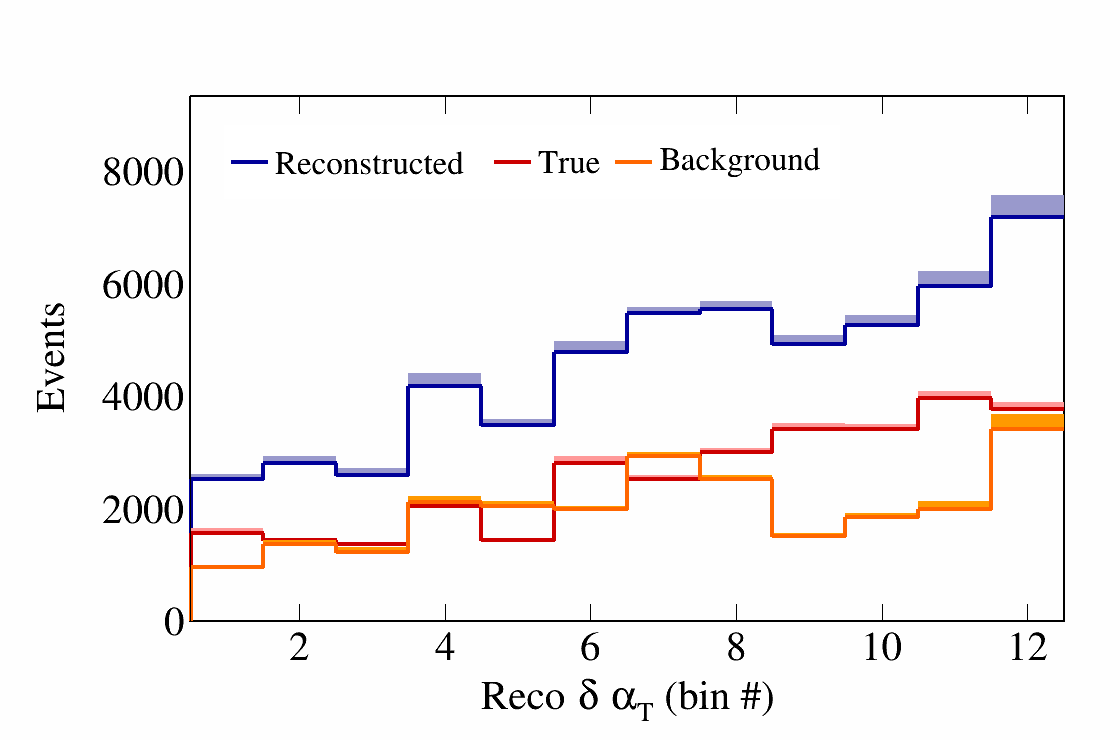 Reconstructed True Background
8000
6000
4000
2000
0
Events
2 4 6 8 10 12
Reco δ α_T (bin #)